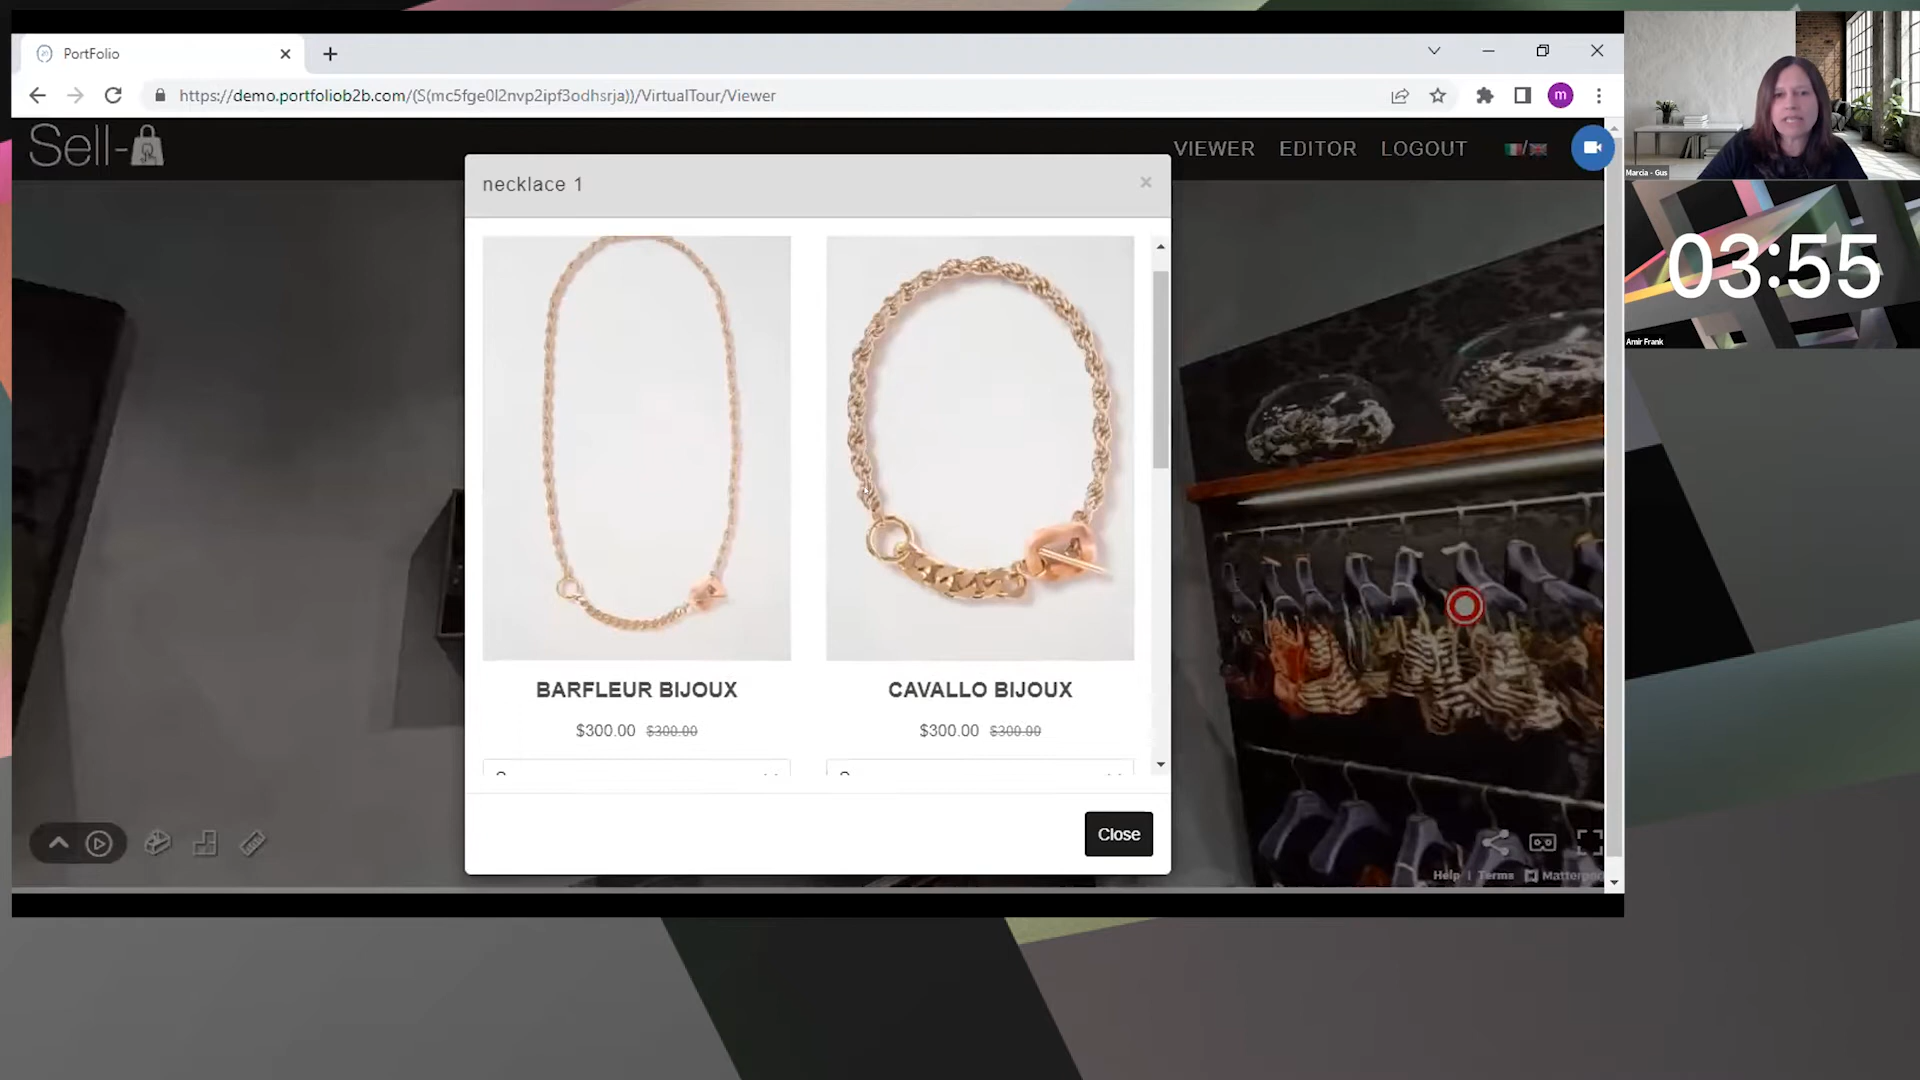 PortFolio
https://demo.portfoliob2b.com/(S(mc5fge0l2nvp2ipf3odhsrja))/VirtualTour/Viewer
m
Sell-
VIEWER EDITOR LOGOUT
/
necklace 1
×
BARFLEUR BIJOUX
$300.00 $300.00
CAVALLO BIJOUX
$300.00 $300.00
Close
Help | Terms Matterport
Marcia - Gus
03:55
Amir Frank